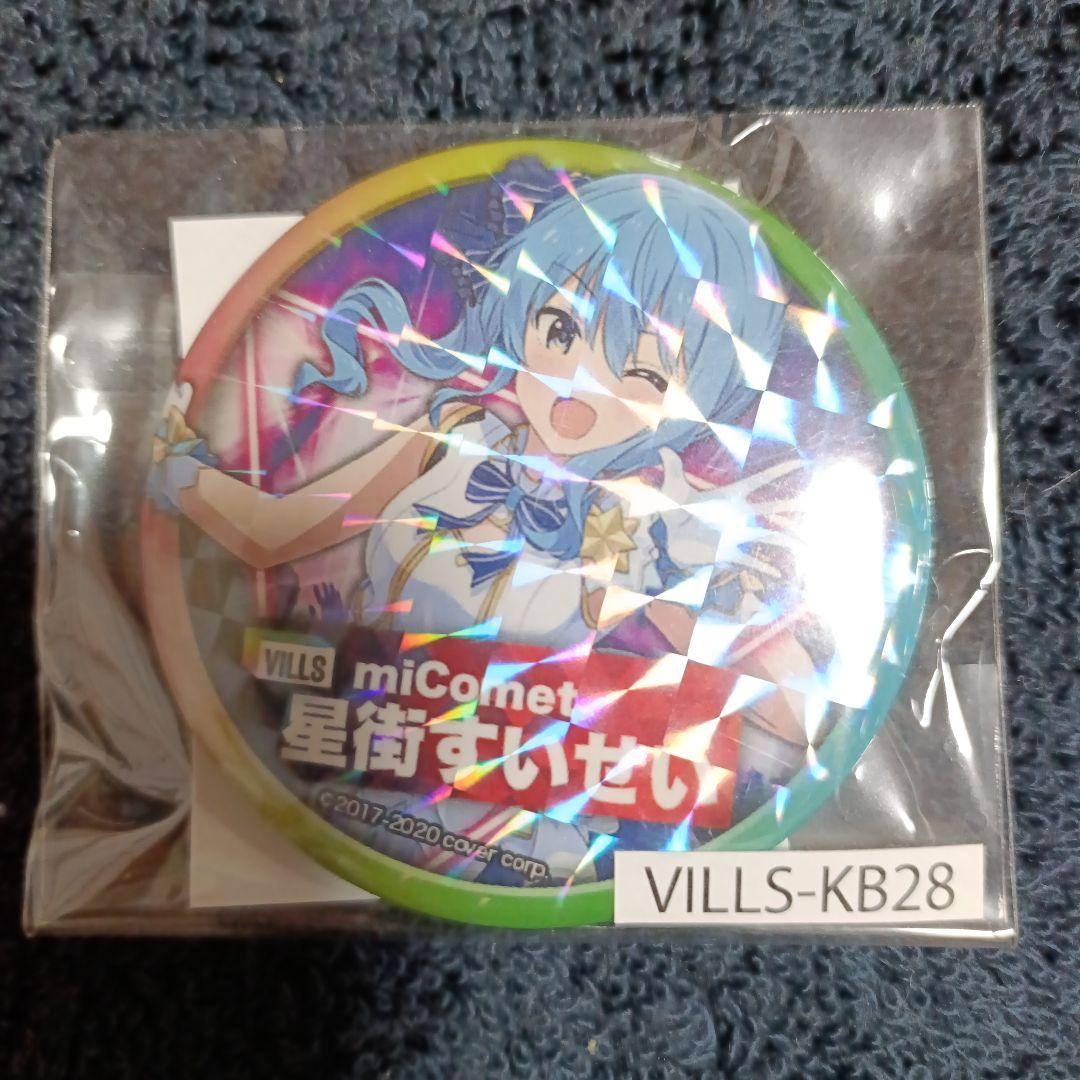 VILLS miComet
星街すいせい
c 2017-2020 cover corp.
VILLS-KB28